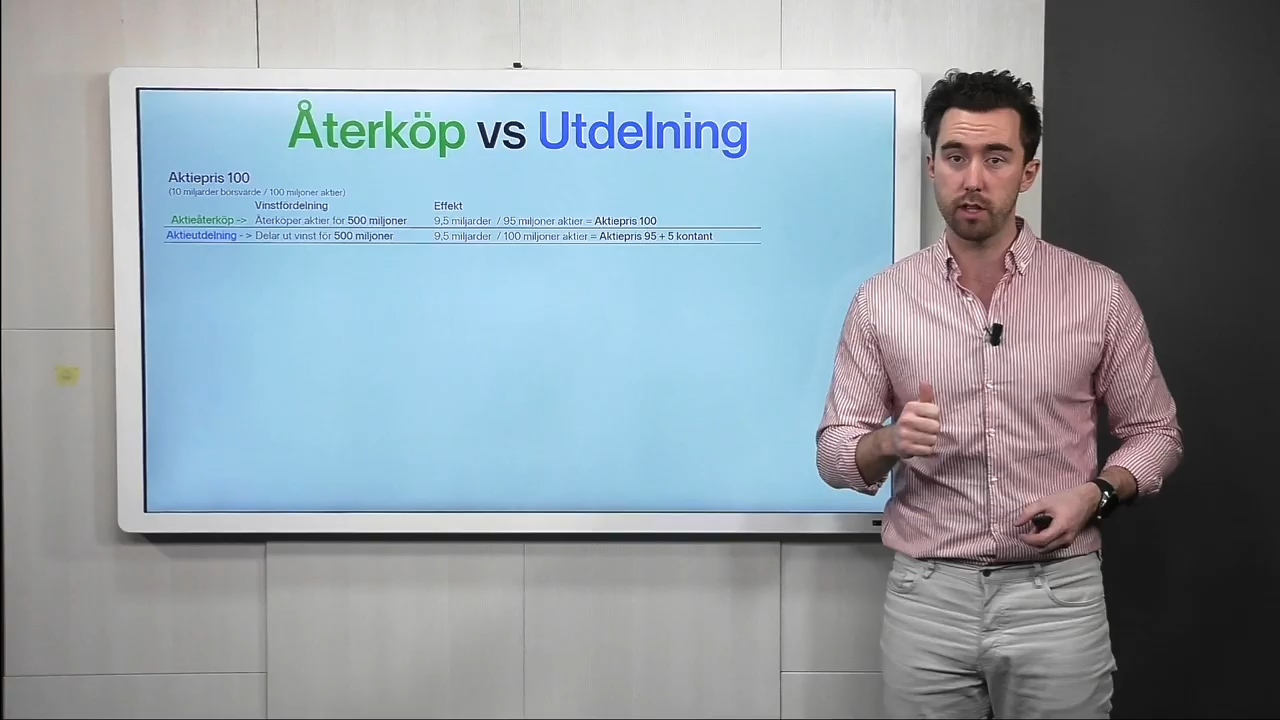 Återköp vs Utdelning
Aktiepris 100
(10 miljarder börsvärde / 100 miljoner aktier)
Vinstfördelning Effekt
Aktieåterköp -> Återköper aktier för 500 miljoner 9,5 miljarder / 95 miljoner aktier = Aktiepris 100
Aktieutdelning -> Delar ut vinst för 500 miljoner 9,5 miljarder / 100 miljoner aktier = Aktiepris 95 + 5 kontant